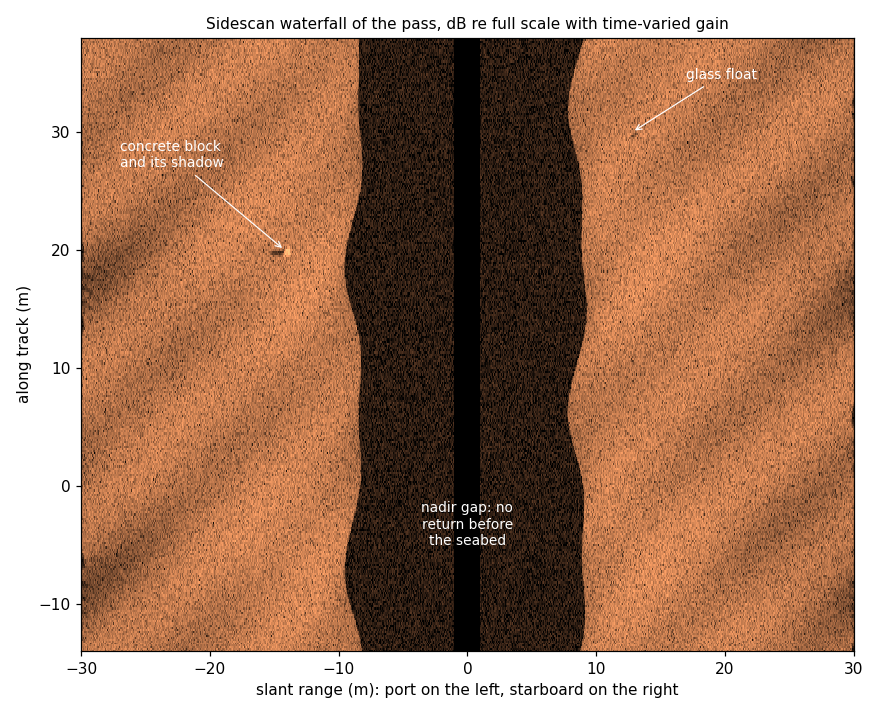 Sidescan waterfall of the pass, dB re full scale with time-varied gain
glass float
concrete block
and its shadow
nadir gap: no
return before
the seabed
along track (m)
30
20
10
0
−10
−30
−20
−10
0
10
20
30
slant range (m): port on the left, starboard on the right